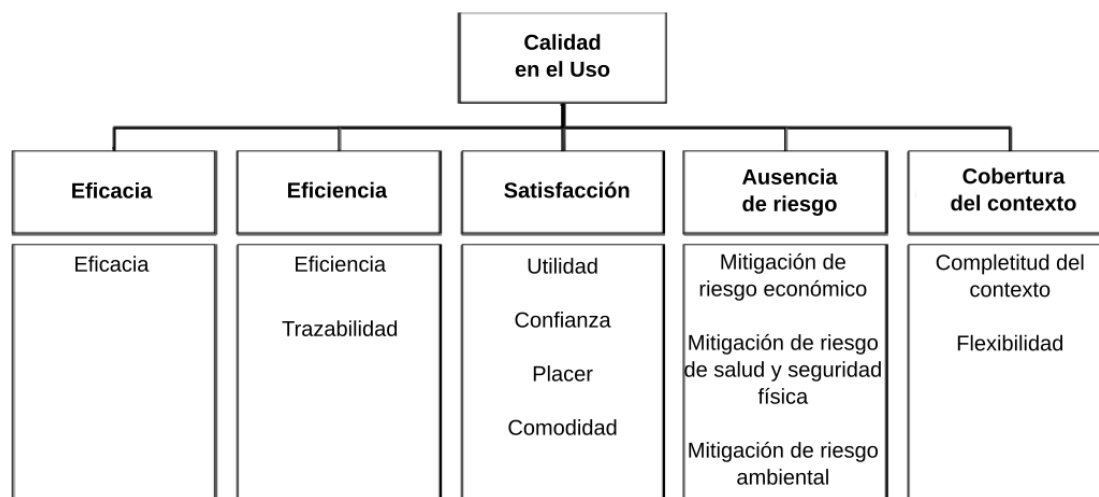 Calidad
en el Uso
Eficacia
Eficiencia
Satisfacción
Ausencia
de riesgo
Cobertura
del contexto
Eficacia
Eficiencia
Trazabilidad
Utilidad
Confianza
Placer
Comodidad
Mitigación de
riesgo económico
Mitigación de riesgo
de salud y seguridad
física
Mitigación de riesgo
ambiental
Completitud del
contexto
Flexibilidad